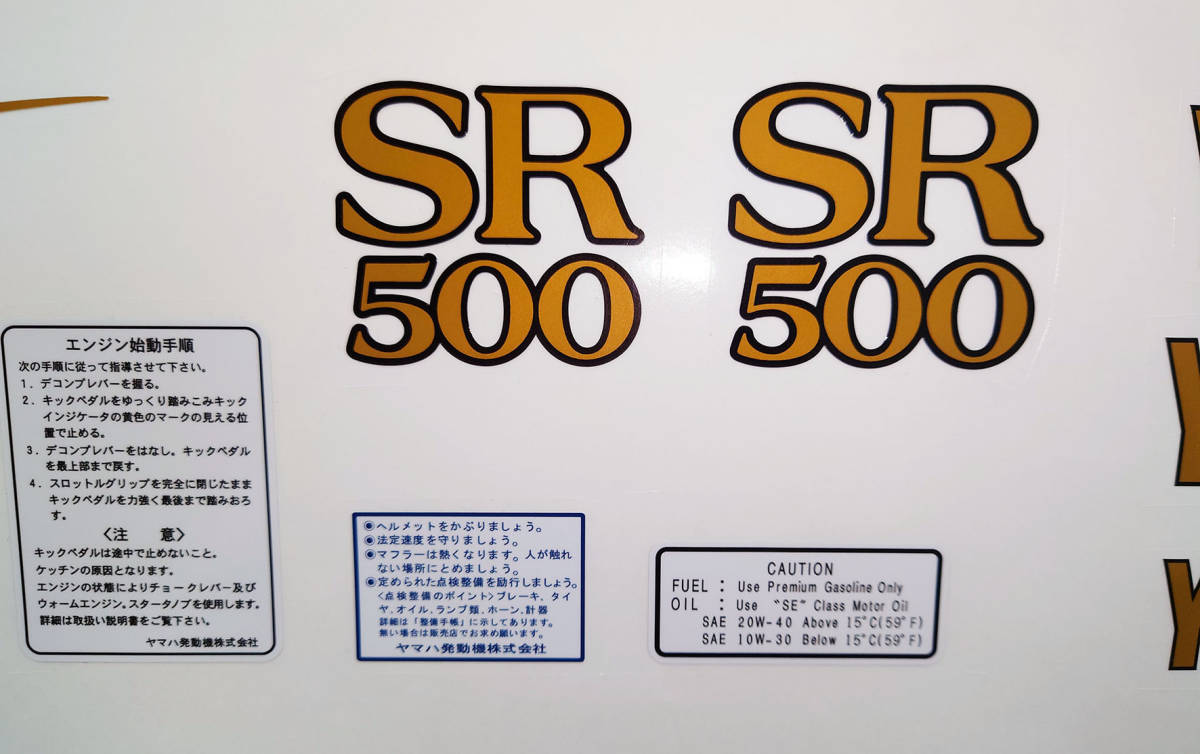 SR
500
SR
500
エンジン始動手順
次の手順に従って指導させて下さい。
1. デコンプレバーを握る。
2. キックペダルをゆっくり踏みこみキック
インジケータの黄色のマークの見える位
置で止める。
3. デコンプレバーをはなし。キックペダル
を最上部まで戻す。
4. スロットルグリップを完全に閉じたまま
キックペダルを力強く最後まで踏みおろ
す。
〈注 意〉
キックペダルは途中で止めないこと。
ケッチンの原因となります。
エンジンの状態によりチョークレバー及び
ウォームエンジン。スタータノブを使用します。
詳細は取扱い説明書をご覧下さい。
ヤマハ発動機株式会社
◉ヘルメットをかぶりましょう。
◉法定速度を守りましょう。
◉マフラーは熱くなります。人が触れ
ない場所にとめましょう。
◉定められた点検整備を励行しましょう。
〈点検整備のポイント〉ブレーキ、タイ
ヤ、オイル、ランプ類、ホーン、計器
詳細は「整備手帳」に示してあります。
無い場合は販売店でお求め願います。
ヤマハ発動機株式会社
CAUTION
FUEL : Use Premium Gasoline Only
OIL : Use “SE” Class Motor Oil
SAE 20W-40 Above 15°C(59°F)
SAE 10W-30 Below 15°C(59°F)
Y
Y